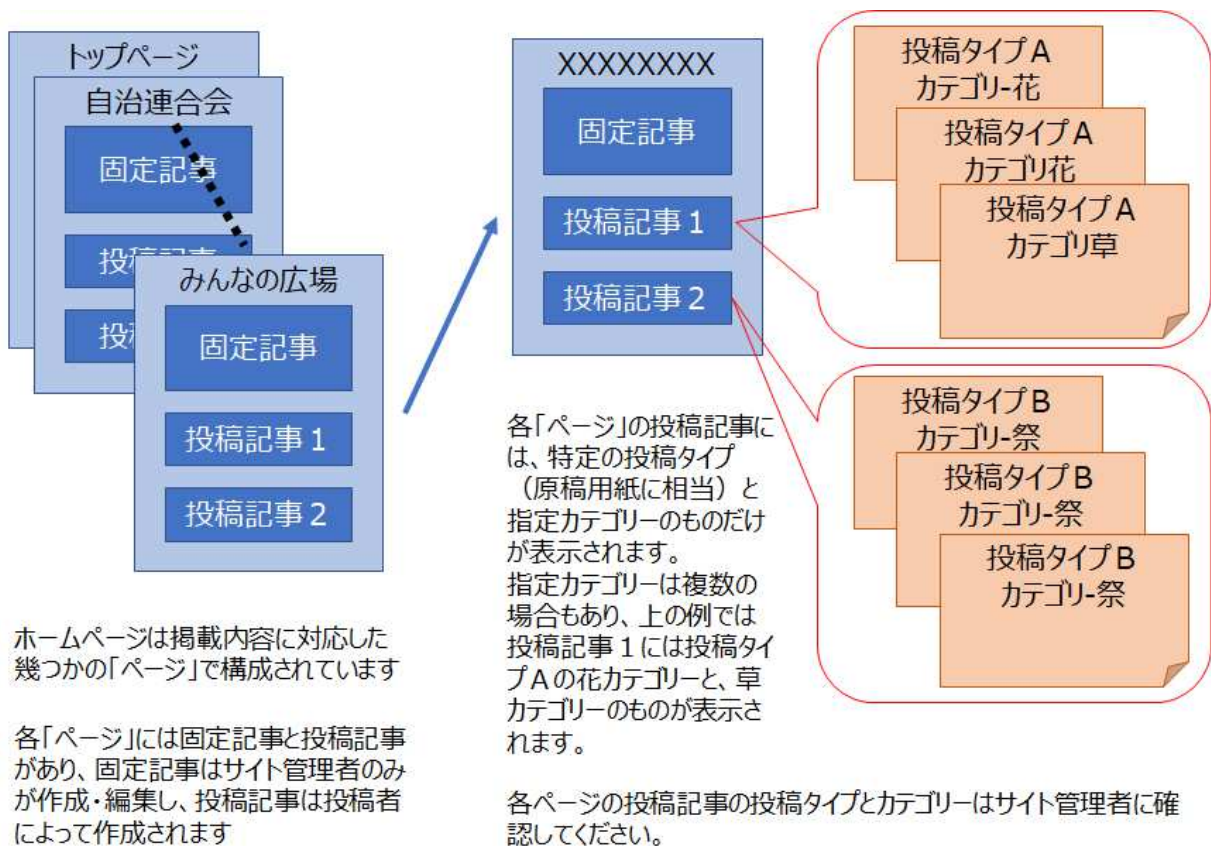 トップページ
自治連合会
固定記事
投稿記事
投稿
みんなの広場
固定記事
投稿記事1
投稿記事2
ホームページは掲載内容に対応した
幾つかの「ページ」で構成されています
各「ページ」には固定記事と投稿記事
があり、固定記事はサイト管理者のみ
が作成・編集し、投稿記事は投稿者
によって作成されます
XXXXXXXX
固定記事
投稿記事1
投稿記事2
各「ページ」の投稿記事に
は、特定の投稿タイプ
（原稿用紙に相当）と
指定カテゴリーのものだけ
が表示されます。
指定カテゴリーは複数の
場合もあり、上の例では
投稿記事1には投稿タイ
プAの花カテゴリーと、草
カテゴリーのものが表示さ
れます。
各ページの投稿記事の投稿タイプとカテゴリーはサイト管理者に確
認してください。
投稿タイプA
カテゴリ-花
投稿タイプA
カテゴリ花
投稿タイプA
カテゴリ草
投稿タイプB
カテゴリ-祭
投稿タイプB
カテゴリ-祭
投稿タイプB
カテゴリ-祭